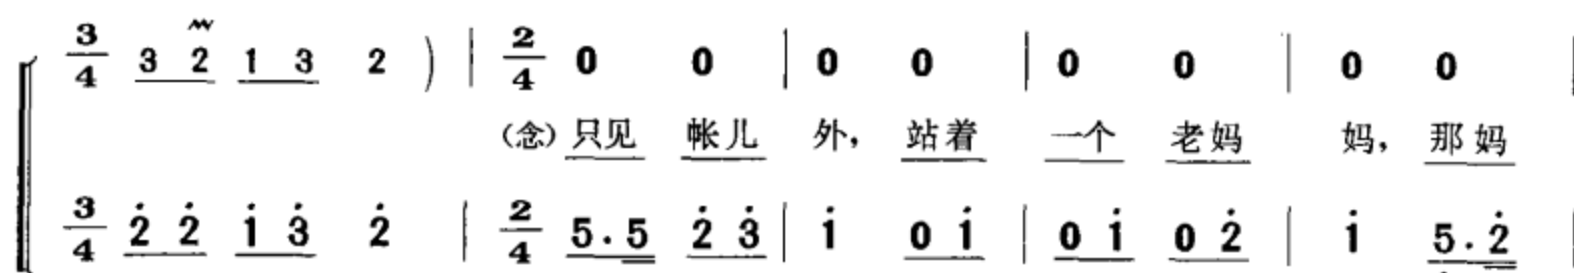 3/4 3 2 1 3 2 ) | 2/4 0 0 | 0 0 | 0 0 | 0 0
（念）只见 帐儿 外， 站着 一个 老妈 妈， 那妈
3/4 2̇ 2̇ 1̇ 3̇ 2̇ | 2/4 5·5 2̇ 3̇ | 1̇ 0 1̇ | 0 1̇ 0 2̇ | 1̇ 5·2̇